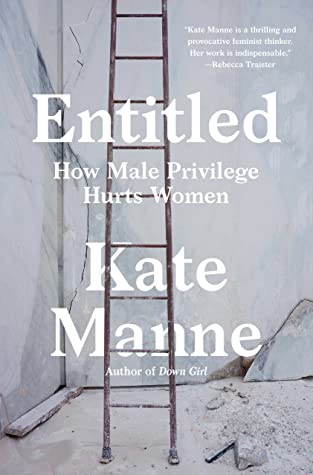 "Kate Manne is a thrilling and
provocative feminist thinker.
Her work is indispensable."
—Rebecca Traister
Entitled
How Male Privilege
Hurts Women
Kate
Manne
Author of Down Girl